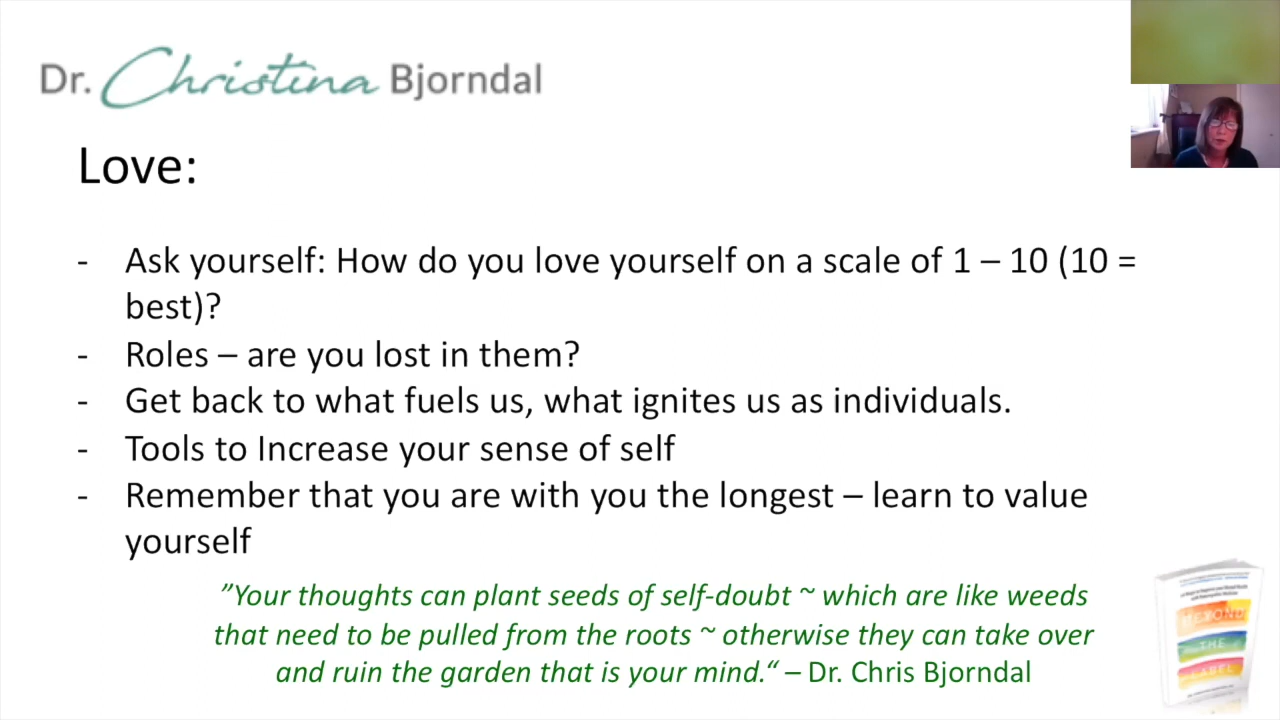 Dr. Christina Bjorndal
Love:
- Ask yourself: How do you love yourself on a scale of 1 – 10 (10 =
best)?
- Roles – are you lost in them?
- Get back to what fuels us, what ignites us as individuals.
- Tools to Increase your sense of self
- Remember that you are with you the longest – learn to value
yourself
”Your thoughts can plant seeds of self-doubt ~ which are like weeds
that need to be pulled from the roots ~ otherwise they can take over
and ruin the garden that is your mind.“ – Dr. Chris Bjorndal
BEYOND
THE
LABEL